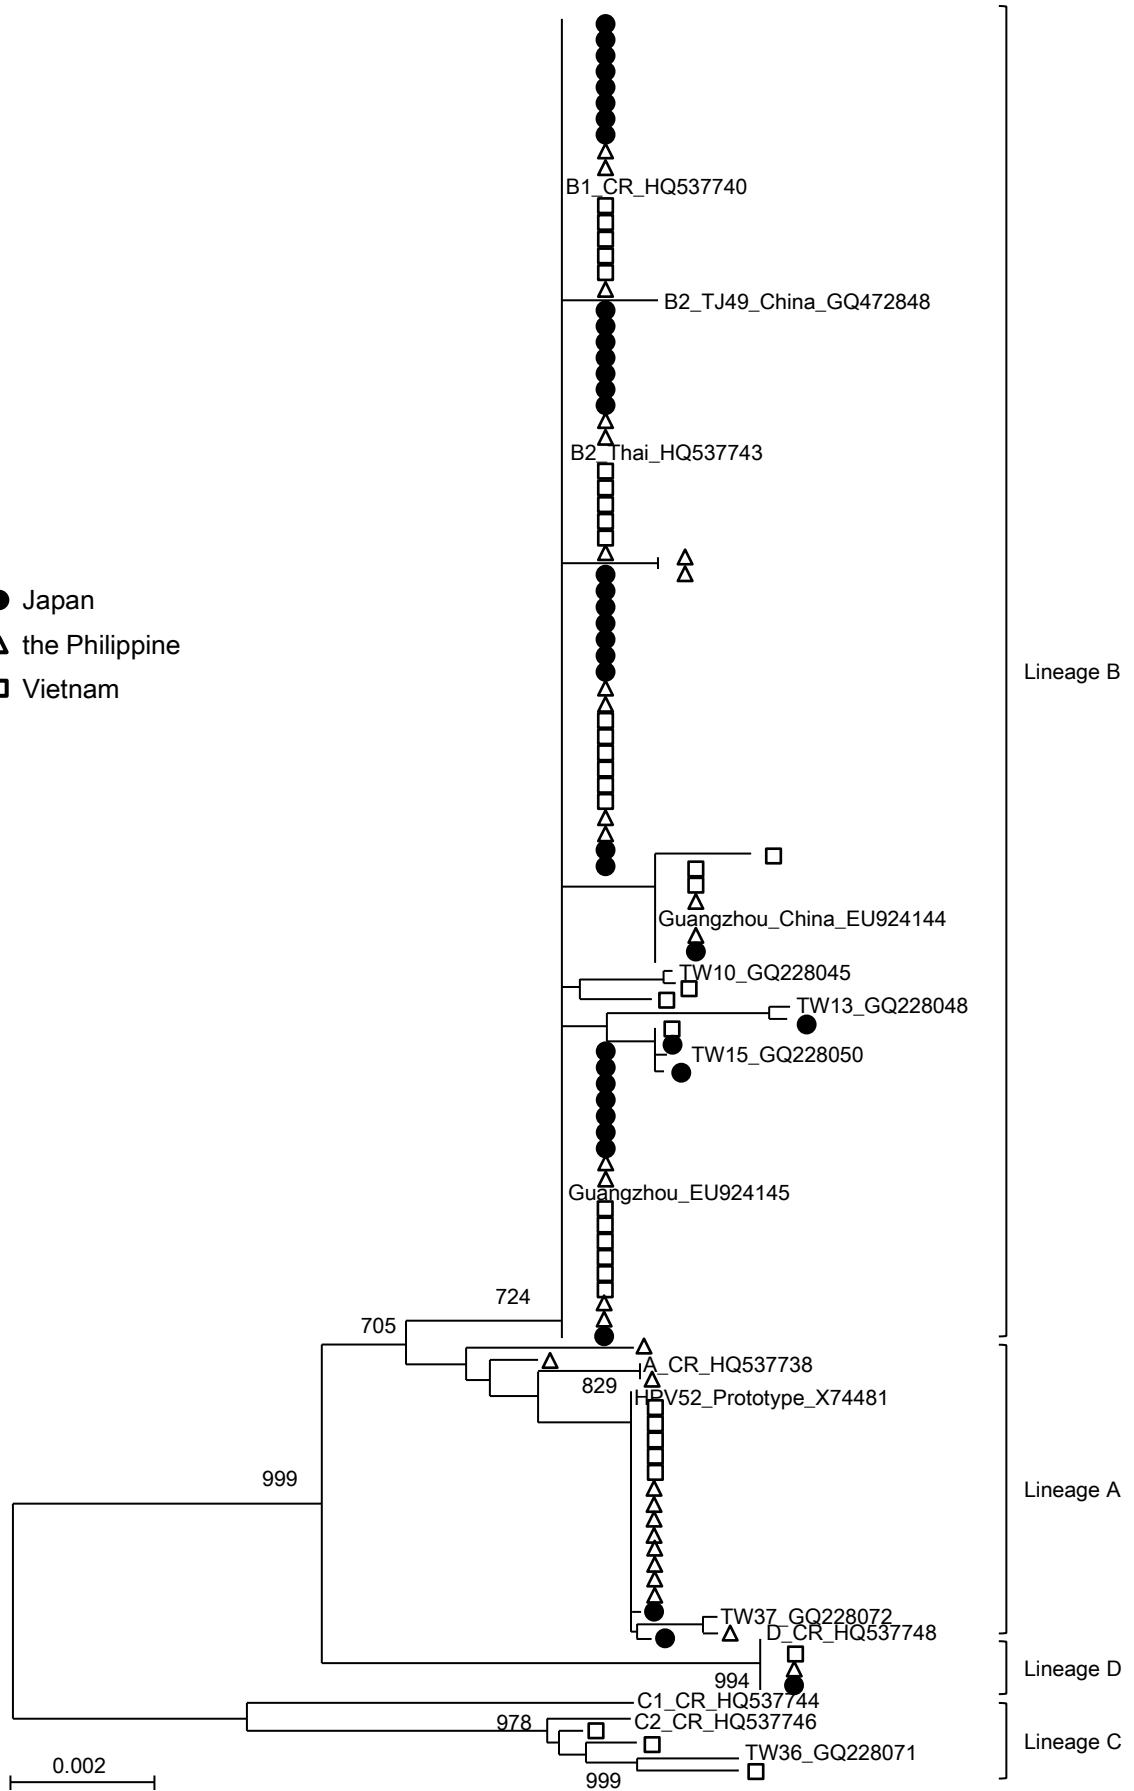 B1_CR_HQ537740
B2_TJ49_China_GQ472848
B2_Thai_HQ537743
Japan
the Philippine
Vietnam
Lineage B
Guangzhou_China_EU924144
TW10_GQ228045
TW13_GQ228048
TW15_GQ228050
Guangzhou_EU924145
724
705
A_CR_HQ537738
829
HPV52_Prototype_X74481
999
Lineage A
TW37_GQ228072
D_CR_HQ537748
Lineage D
994
C1_CR_HQ537744
978
C2_CR_HQ537746
Lineage C
TW36_GQ228071
0.002
999